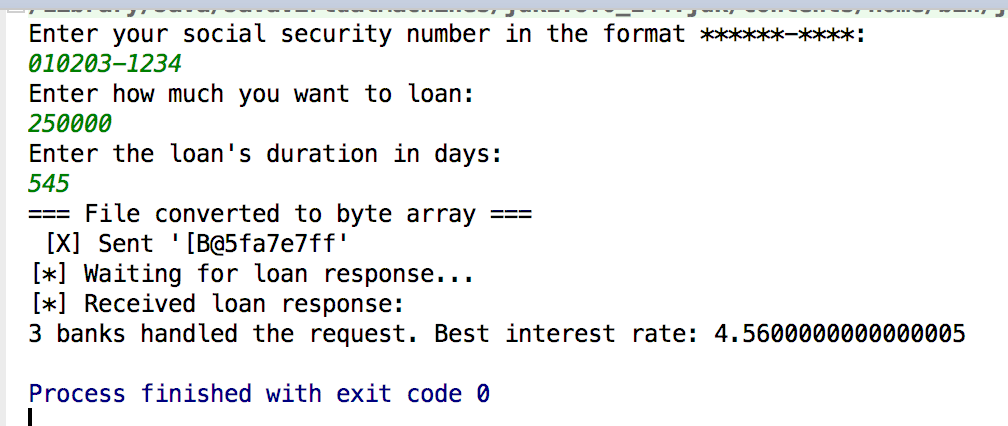 Enter your social security number in the format ******-****:
010203-1234
Enter how much you want to loan:
250000
Enter the loan's duration in days:
545
=== File converted to byte array ===
 [X] Sent '[B@5fa7e7ff'
[*] Waiting for loan response...
[*] Received loan response:
3 banks handled the request. Best interest rate: 4.5600000000000005
Process finished with exit code 0